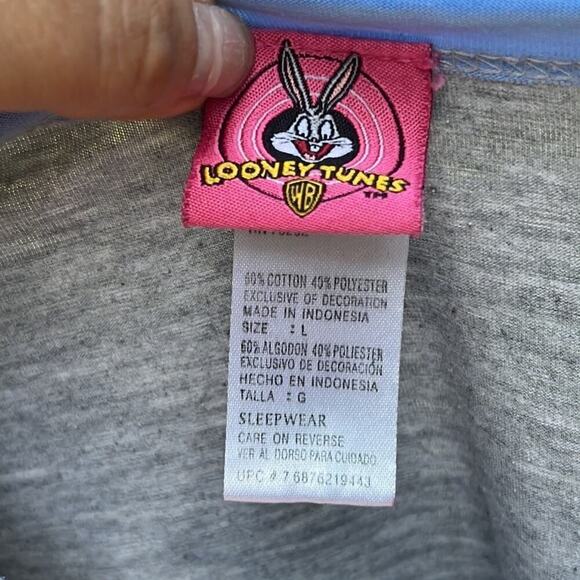 LOONEY TUNES
WB
TM
60% COTTON 40% POLYESTER
EXCLUSIVE OF DECORATION
MADE IN INDONESIA
SIZE : L
60% ALGODON 40% POLIESTER
EXCLUSIVO DE DECORACIÓN
HECHO EN INDONESIA
TALLA : G
SLEEPWEAR
CARE ON REVERSE
VER AL DORSO PARA CUIDADO
UPC # 7 6876219443